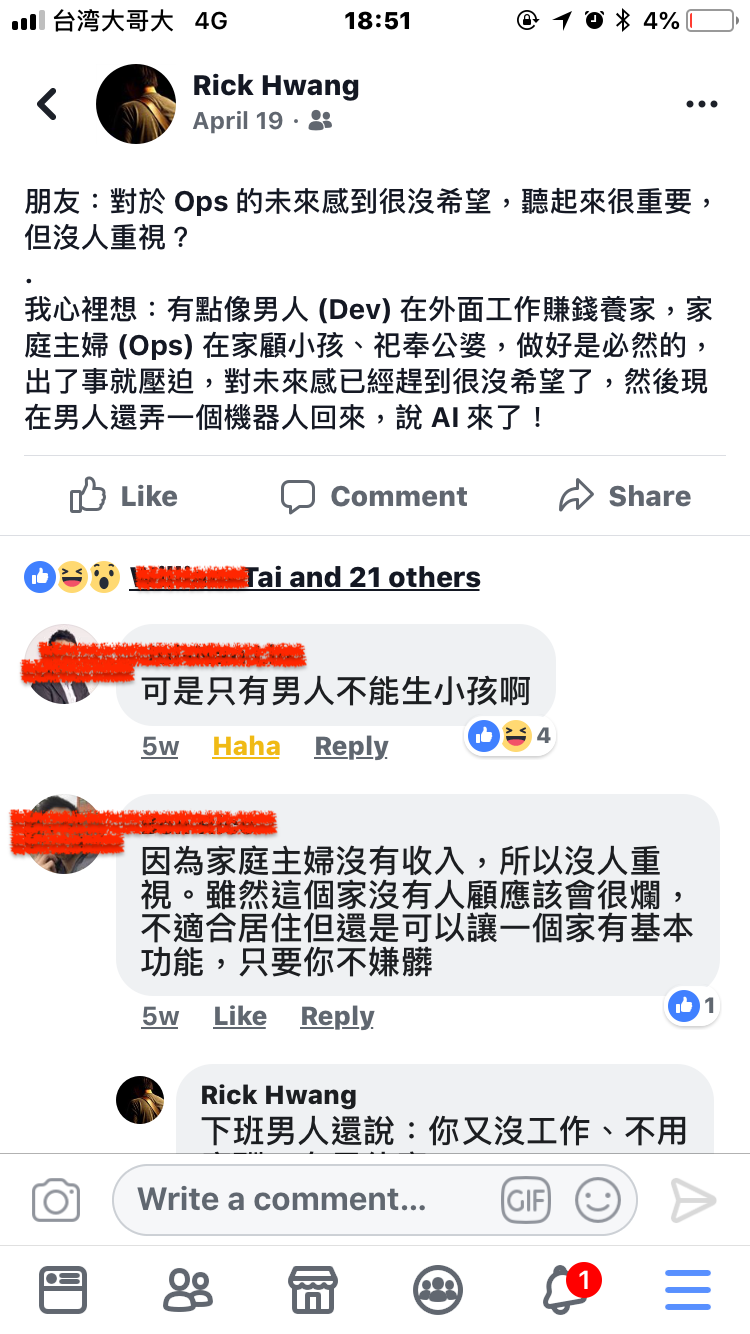 台湾大哥大 4G 18:51 4%
Rick Hwang
April 19 ·
朋友：對於 Ops 的未來感到很沒希望，聽起來很重要，
但沒人重視？
.
我心裡想：有點像男人 (Dev) 在外面工作賺錢養家，家
庭主婦 (Ops) 在家顧小孩、祀奉公婆，做好是必然的，
出了事就壓迫，對未來感已經趕到很沒希望了，然後現
在男人還弄一個機器人回來，說 AI 來了！
Like Comment Share
Tai and 21 others
可是只有男人不能生小孩啊
5w Haha Reply 4
因為家庭主婦沒有收入，所以沒人重
視。雖然這個家沒有人顧應該會很爛，
不適合居住但還是可以讓一個家有基本
功能，只要你不嫌髒
5w Like Reply 1
Rick Hwang
下班男人還說：你又沒工作、不用
Write a comment... GIF
1